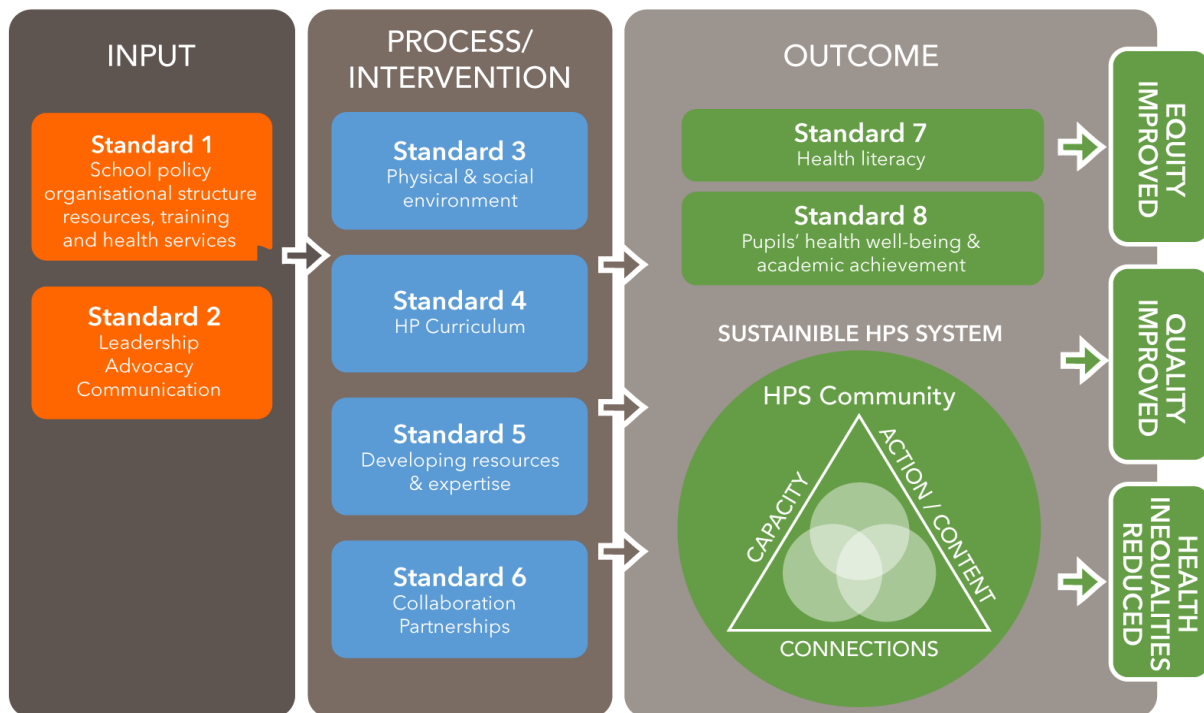 INPUT
Standard 1
School policy
organisational structure
resources, training
and health services
Standard 2
Leadership
Advocacy
Communication
PROCESS/
INTERVENTION
Standard 3
Physical & social
environment
Standard 4
HP Curriculum
Standard 5
Developing resources
& expertise
Standard 6
Collaboration
Partnerships
OUTCOME
Standard 7
Health literacy
Standard 8
Pupils’ health well-being &
academic achievement
SUSTAINIBLE HPS SYSTEM
HPS Community
CAPACITY
ACTION / CONTENT
CONNECTIONS
EQUITY
IMPROVED
QUALITY
IMPROVED
HEALTH
INEQUALITIES
REDUCED